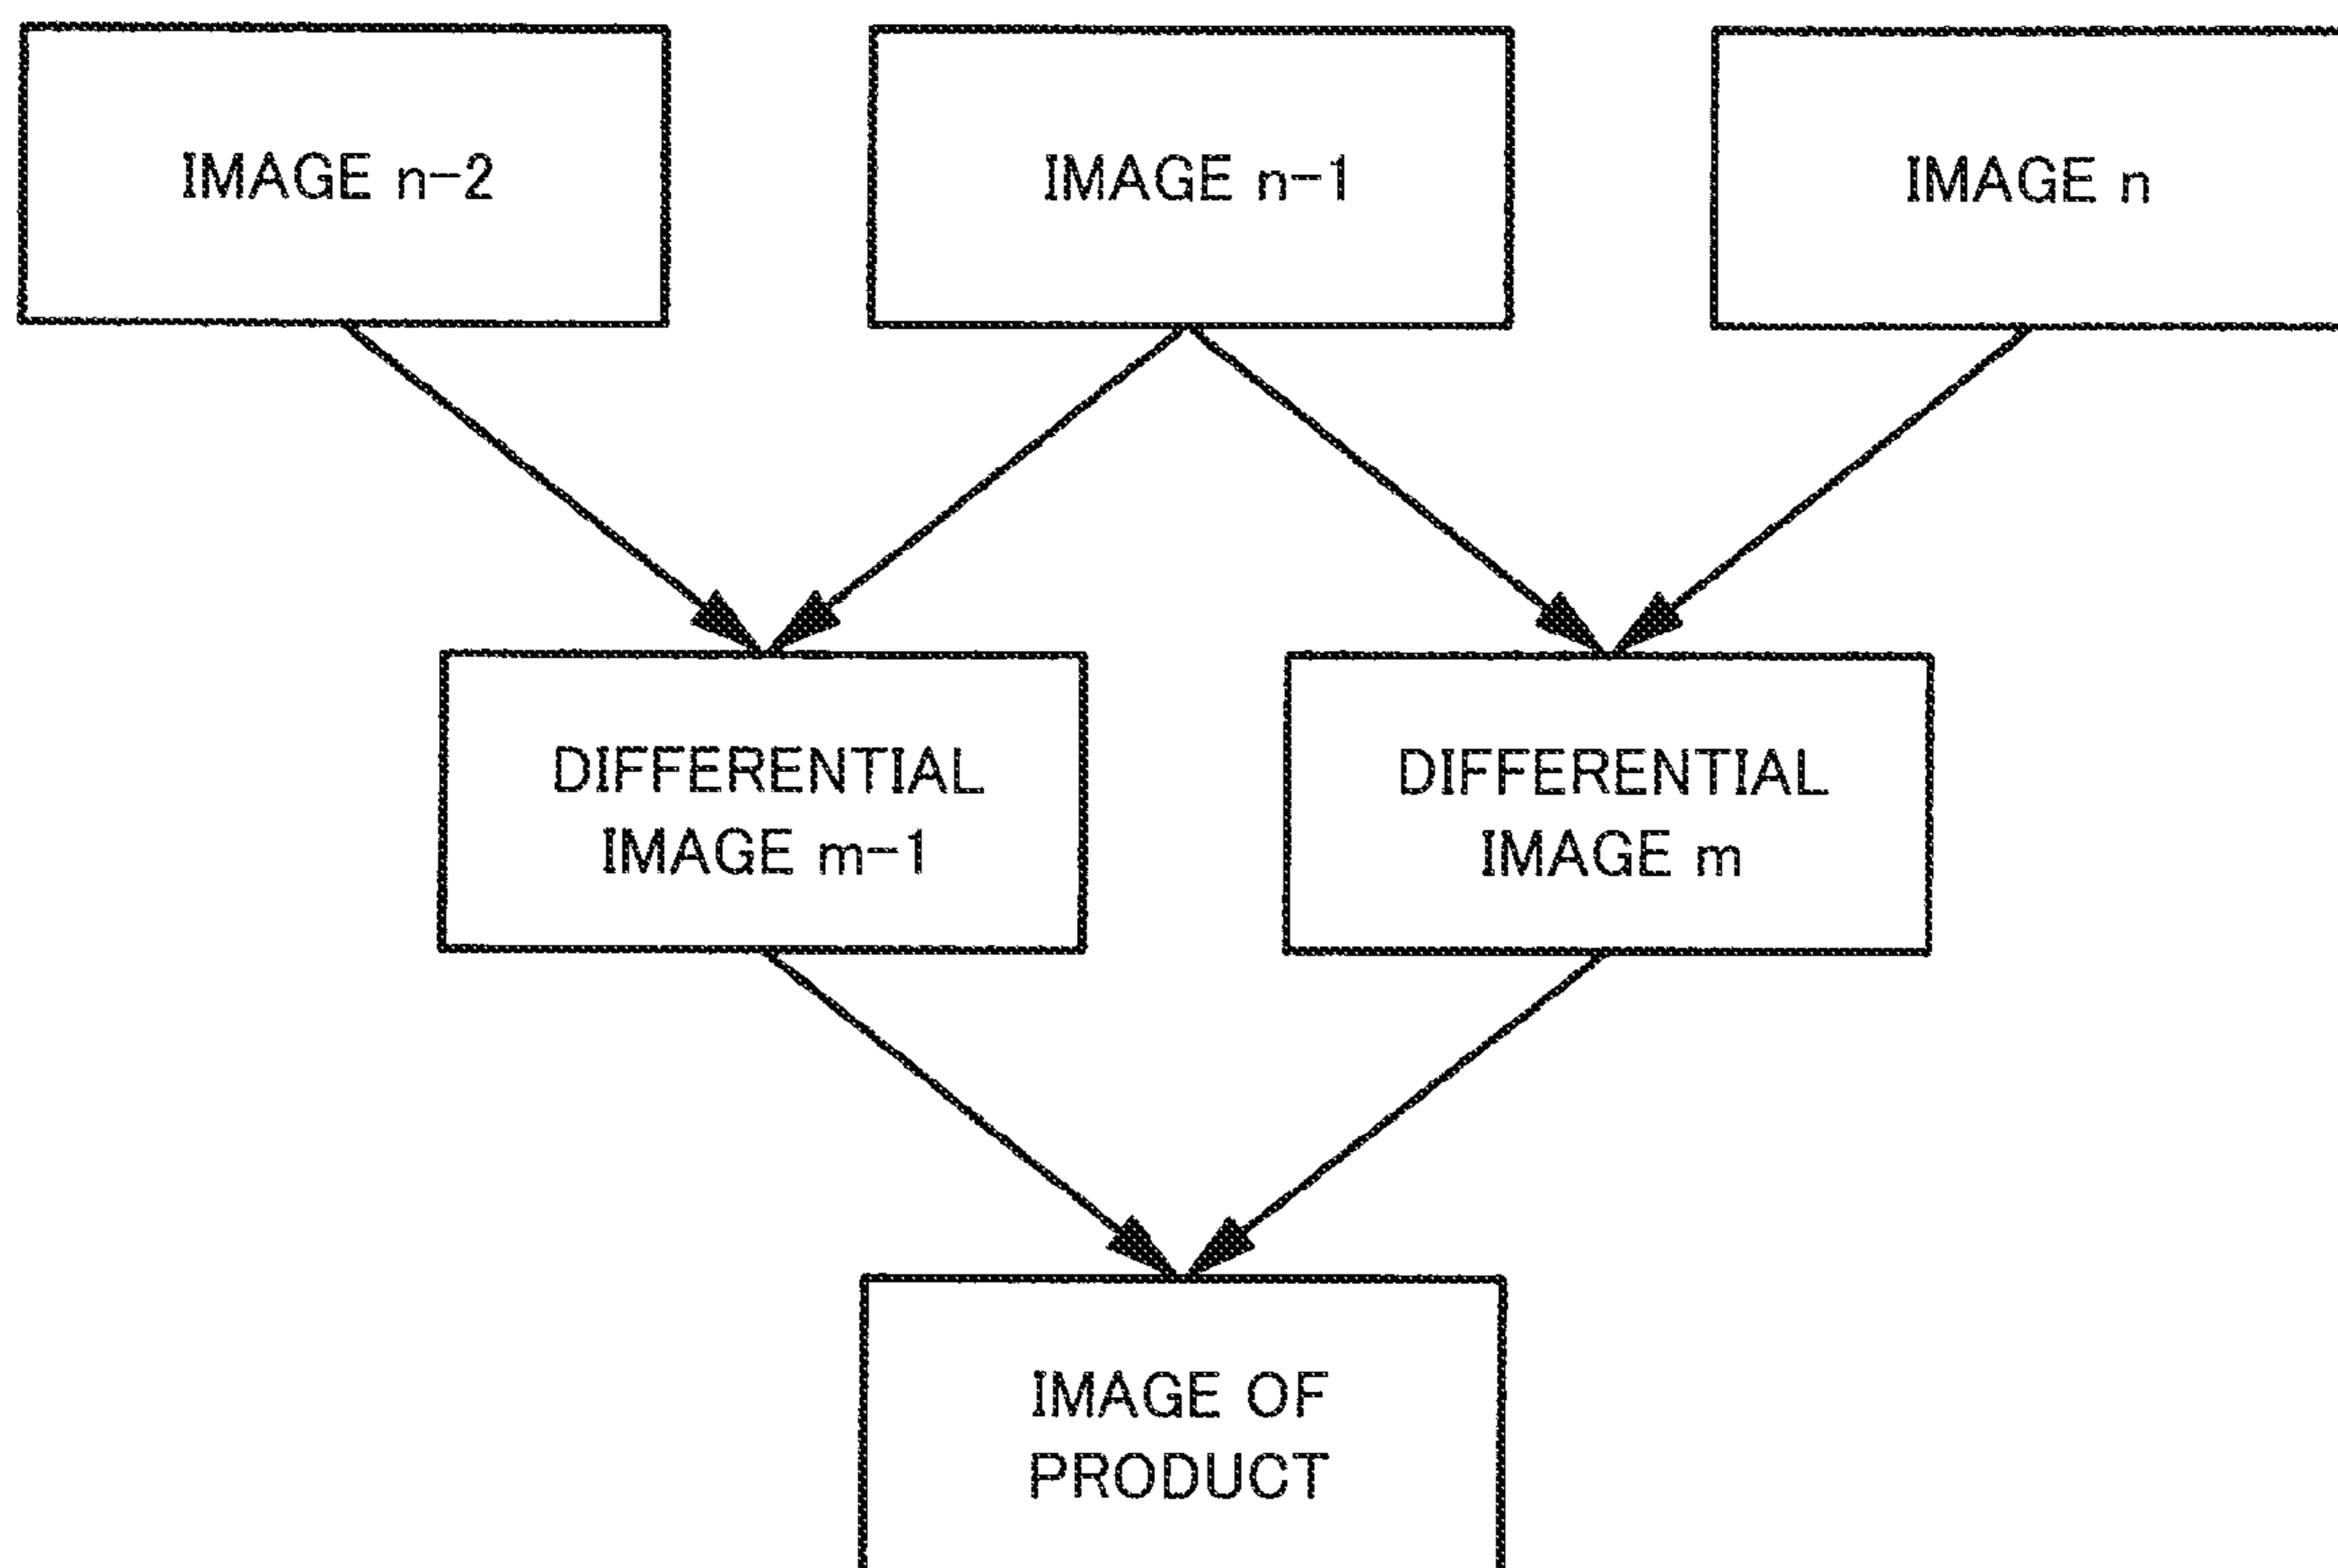 IMAGE n-2
IMAGE n-1
IMAGE n
DIFFERENTIAL
IMAGE m-1
DIFFERENTIAL
IMAGE m
IMAGE OF
PRODUCT